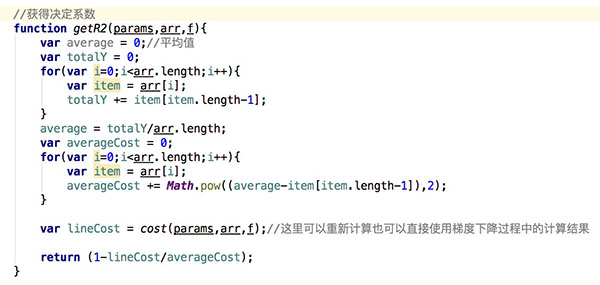 //获得决定系数
function getR2(params,arr,f){
    var average = 0;//平均值
    var totalY = 0;
    for(var i=0;i<arr.length;i++){
        var item = arr[i];
        totalY += item[item.length-1];
    }
    average = totalY/arr.length;
    var averageCost = 0;
    for(var i=0;i<arr.length;i++){
        var item = arr[i];
        averageCost += Math.pow((average-item[item.length-1]),2);
    }
    var lineCost = cost(params,arr,f);//这里可以重新计算也可以直接使用梯度下降过程中的计算结果
    return (1-lineCost/averageCost);
}